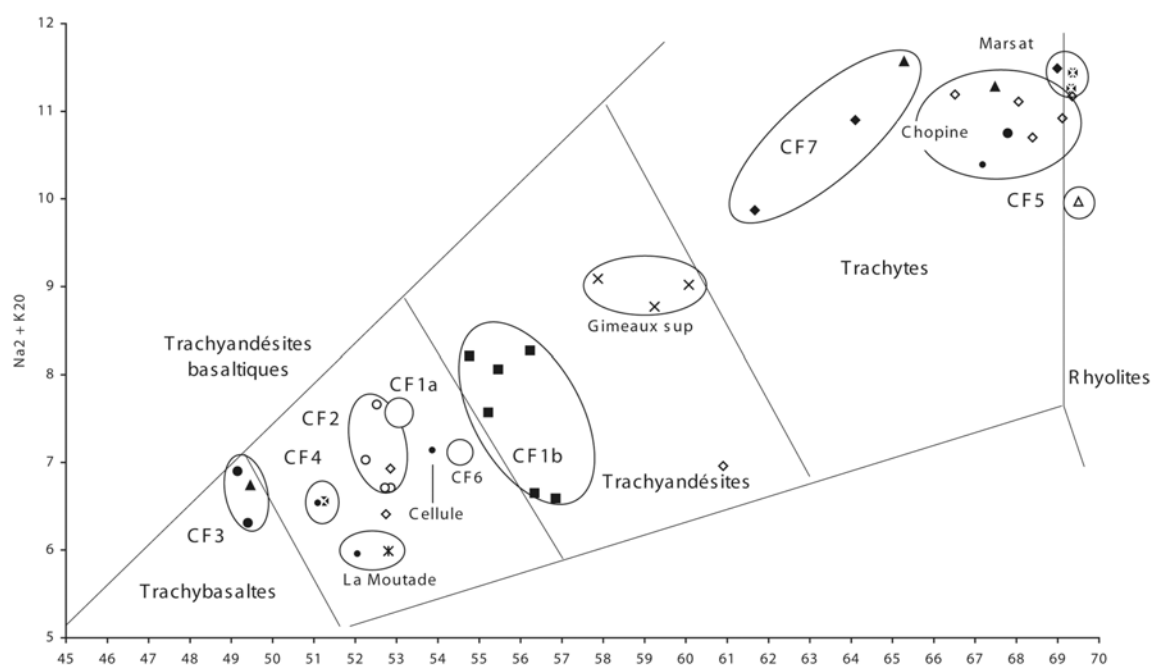 12
11
10
9
8
7
6
5
Na2 + K20
45 46 47 48 49 50 51 52 53 54 55 56 57 58 59 60 61 62 63 64 65 66 67 68 69 70
Marsat
Chopine
CF7
CF5
Trachytes
Gimeaux sup
Rhyolites
Trachyandésites
basaltiques
CF1a
CF2
CF4
CF6
CF1b
Trachyandésites
Cellule
CF3
La Moutade
Trachybasaltes